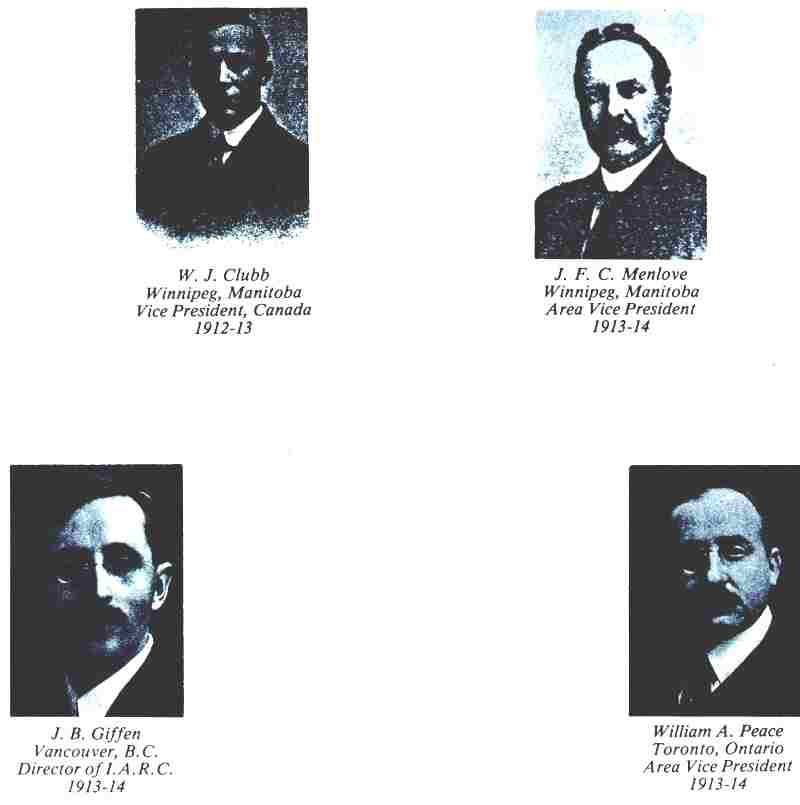 W. J. Clubb
Winnipeg, Manitoba
Vice President, Canada
1912-13
J. F. C. Menlove
Winnipeg, Manitoba
Area Vice President
1913-14
J. B. Giffen
Vancouver, B.C.
Director of I.A.R.C.
1913-14
William A. Peace
Toronto, Ontario
Area Vice President
1913-14